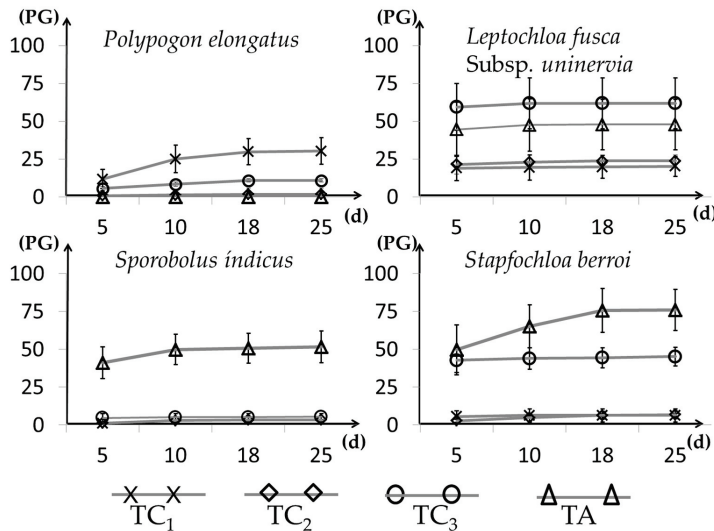 (PG)
Polypogon elongatus
100
75
50
25
0
5 10 18 25
(d)
(PG)
Leptochloa fusca
Subsp. uninervia
100
75
50
25
0
5 10 18 25
(d)
(PG)
Sporobolus índicus
100
75
50
25
0
5 10 18 25
(d)
(PG)
Stapfochloa berroi
100
75
50
25
0
5 10 18 25
(d)
TC₁ TC₂ TC₃ TA